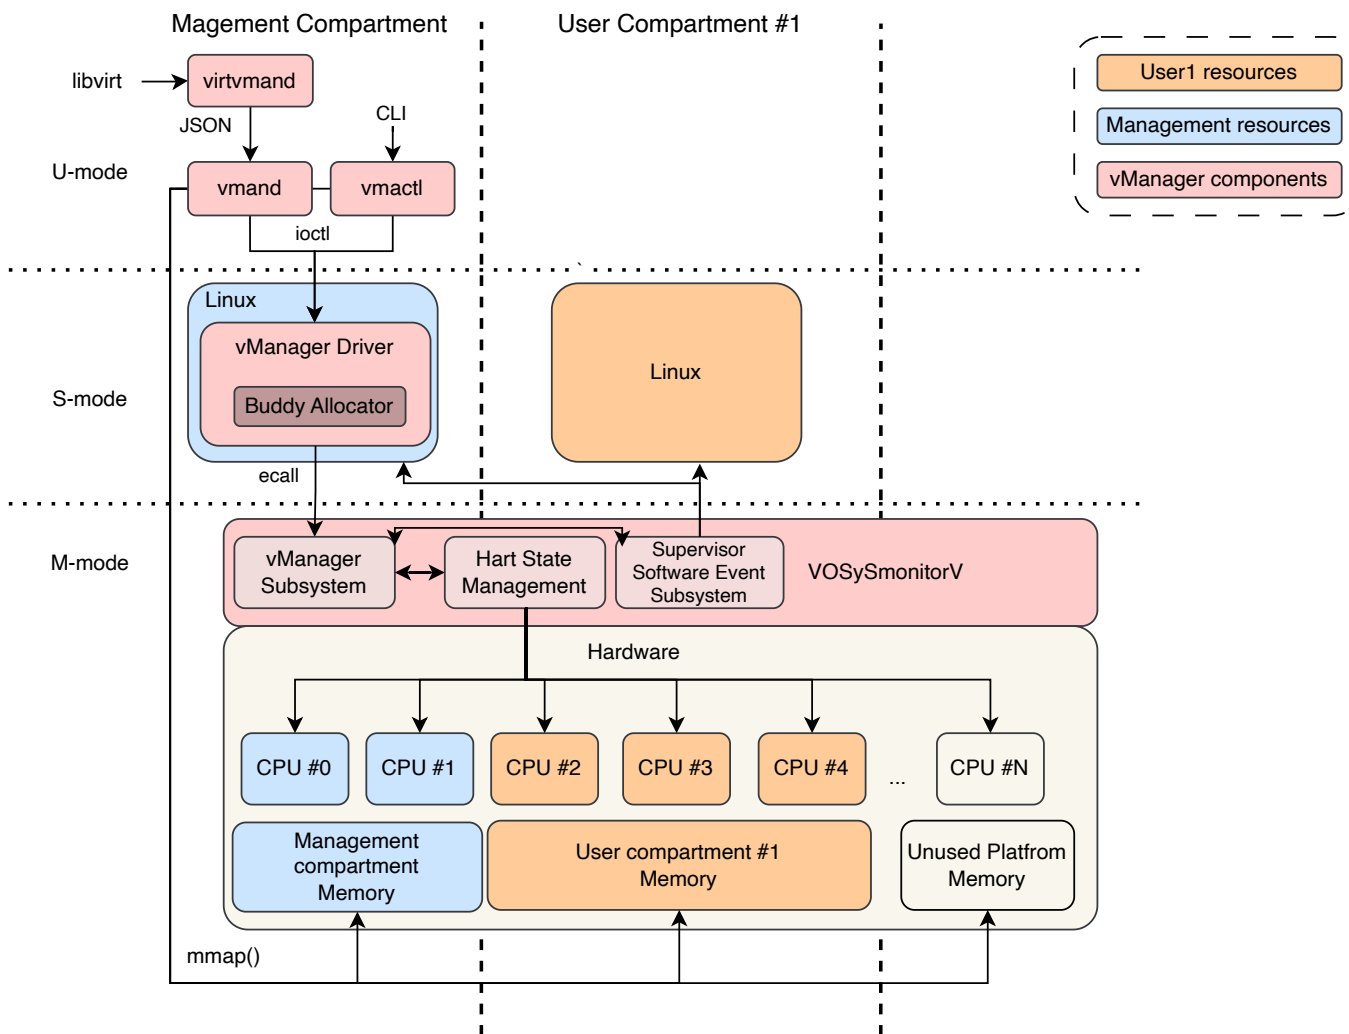 Magement Compartment
User Compartment #1
User1 resources
Management resources
vManager components
libvirt
virtvmand
JSON
CLI
U-mode
vmand
vmactl
ioctl
Linux
vManager Driver
Buddy Allocator
Linux
S-mode
ecall
M-mode
vManager
Subsystem
Hart State
Management
Supervisor
Software Event
Subsystem
VOSySmonitorV
Hardware
CPU #0
CPU #1
CPU #2
CPU #3
CPU #4
...
CPU #N
Management
compartment
Memory
User compartment #1
Memory
Unused Platfrom
Memory
mmap()